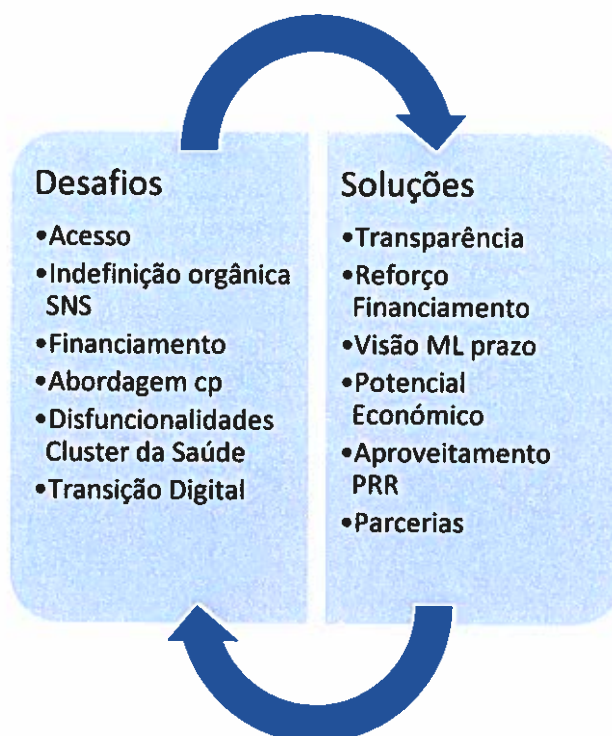 Desafios
•Acesso
•Indefinição orgânica
SNS
•Financiamento
•Abordagem cp
•Disfuncionalidades
Cluster da Saúde
•Transição Digital
Soluções
•Transparência
•Reforço
Financiamento
•Visão ML prazo
•Potencial
Económico
•Aproveitamento
PRR
•Parcerias